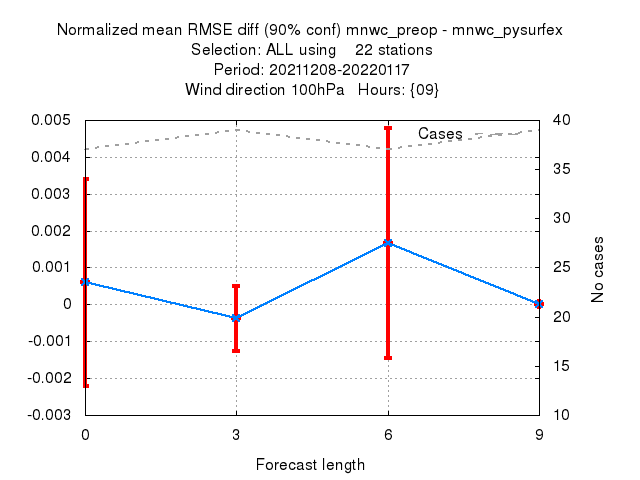 Normalized mean RMSE diff (90% conf) mnwc_preop - mnwc_pysurfex
Selection: ALL using    22 stations
Period: 20211208-20220117
Wind direction 100hPa   Hours: {09}
Cases
0.005
0.004
0.003
0.002
0.001
0
-0.001
-0.002
-0.003
40
35
30
25
20
15
10
No cases
0 3 6 9
Forecast length